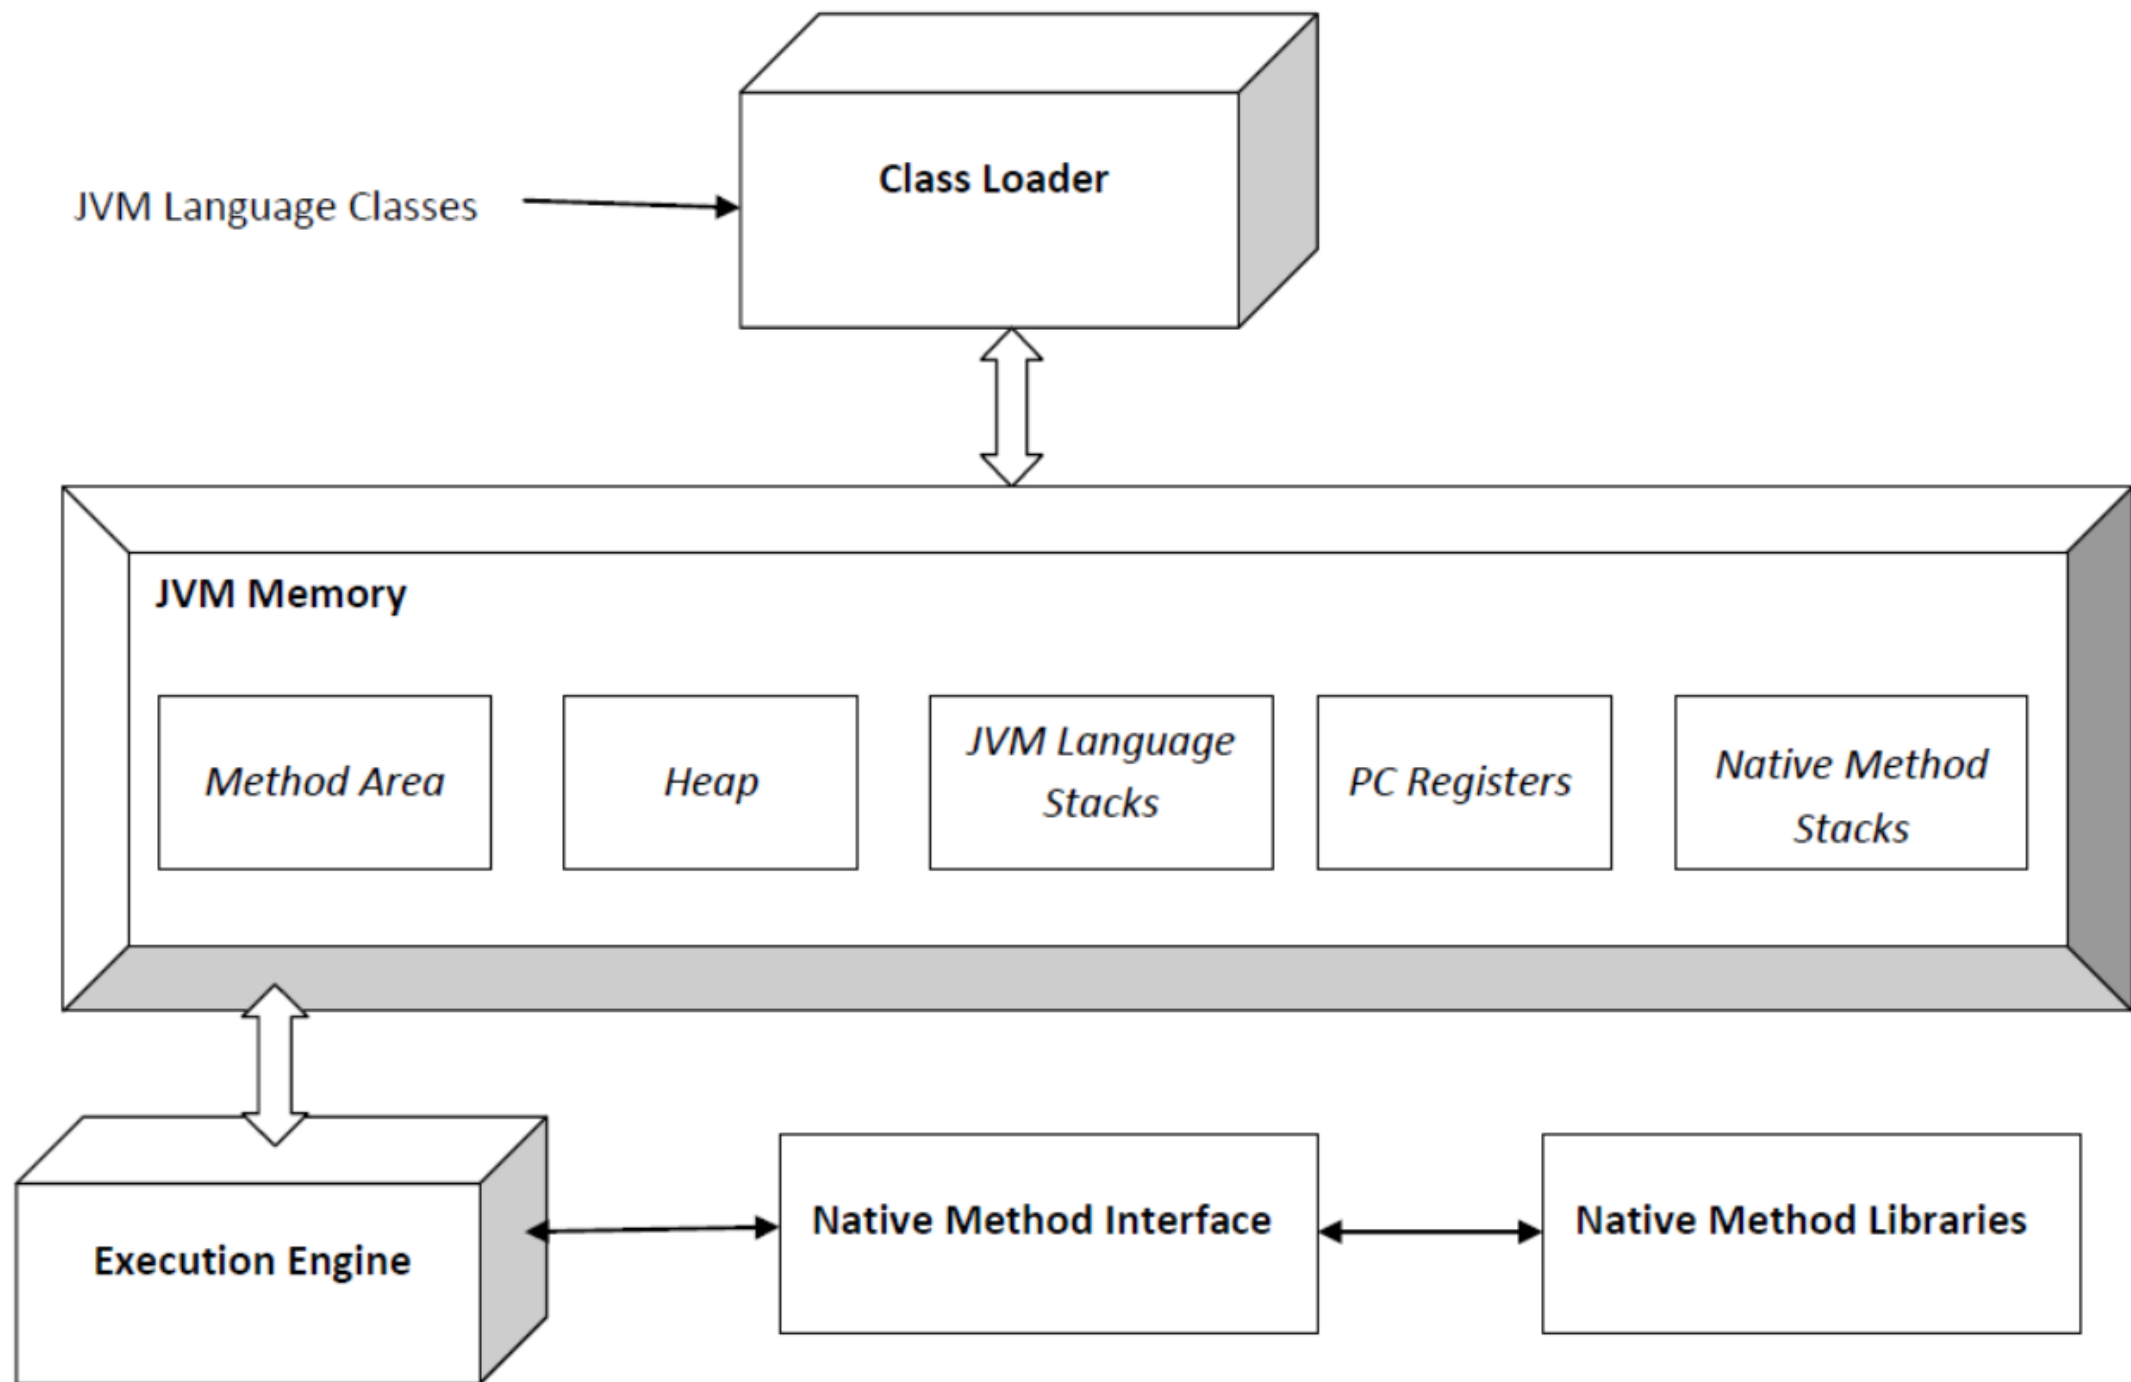 Class Loader
JVM Language Classes
JVM Memory
Method Area
Heap
JVM Language
Stacks
PC Registers
Native Method
Stacks
Execution Engine
Native Method Interface
Native Method Libraries